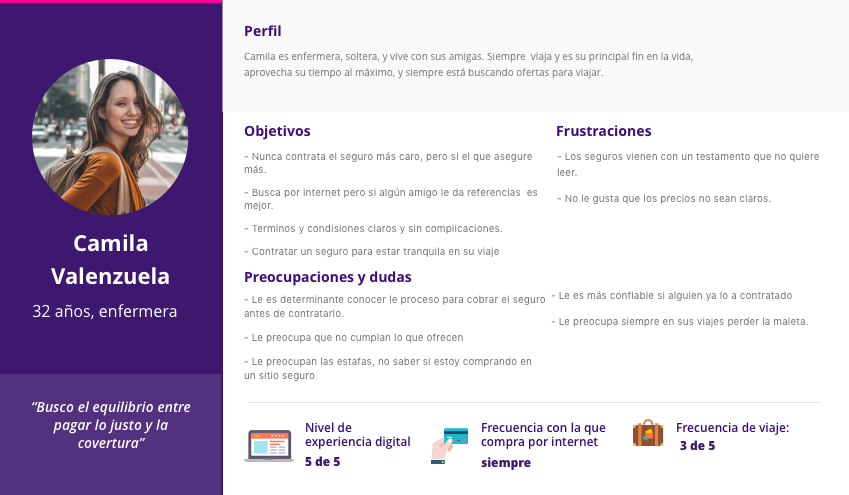 Camila
Valenzuela
32 años, enfermera
“Busco el equilibrio entre
pagar lo justo y la
covertura”
Perfil
Camila es enfermera, soltera, y vive con sus amigas. Siempre viaja y es su principal fin en la vida,
aprovecha su tiempo al máximo, y siempre está buscando ofertas para viajar.
Objetivos
- Nunca contrata el seguro más caro, pero si el que asegure
más.
- Busca por internet pero si algún amigo le da referencias es
mejor.
- Terminos y condiciones claros y sin complicaciones.
- Contratar un seguro para estar tranquila en su viaje
Frustraciones
- Los seguros vienen con un testamento que no quiere
leer.
- No le gusta que los precios no sean claros.
Preocupaciones y dudas
- Le es determinante conocer le proceso para cobrar el seguro
antes de contratarlo.
- Le preocupa que no cumplan lo que ofrecen
- Le preocupan las estafas, no saber si estoy comprando en
un sitio seguro
- Le es más confiable si alguien ya lo a contratado
- Le preocupa siempre en sus viajes perder la maleta.
Nivel de
experiencia digital
5 de 5
Frecuencia con la que
compra por internet
siempre
Frecuencia de viaje:
3 de 5